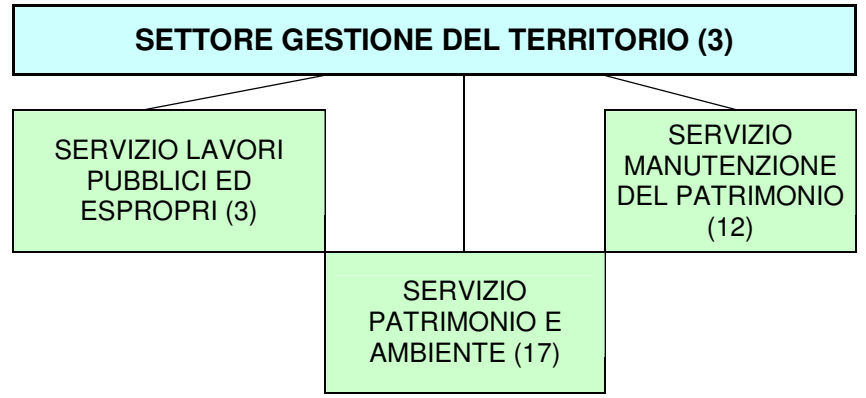 SETTORE GESTIONE DEL TERRITORIO (3)
SERVIZIO LAVORI
PUBBLICI ED
ESPROPRI (3)
SERVIZIO
MANUTENZIONE
DEL PATRIMONIO
(12)
SERVIZIO
PATRIMONIO E
AMBIENTE (17)